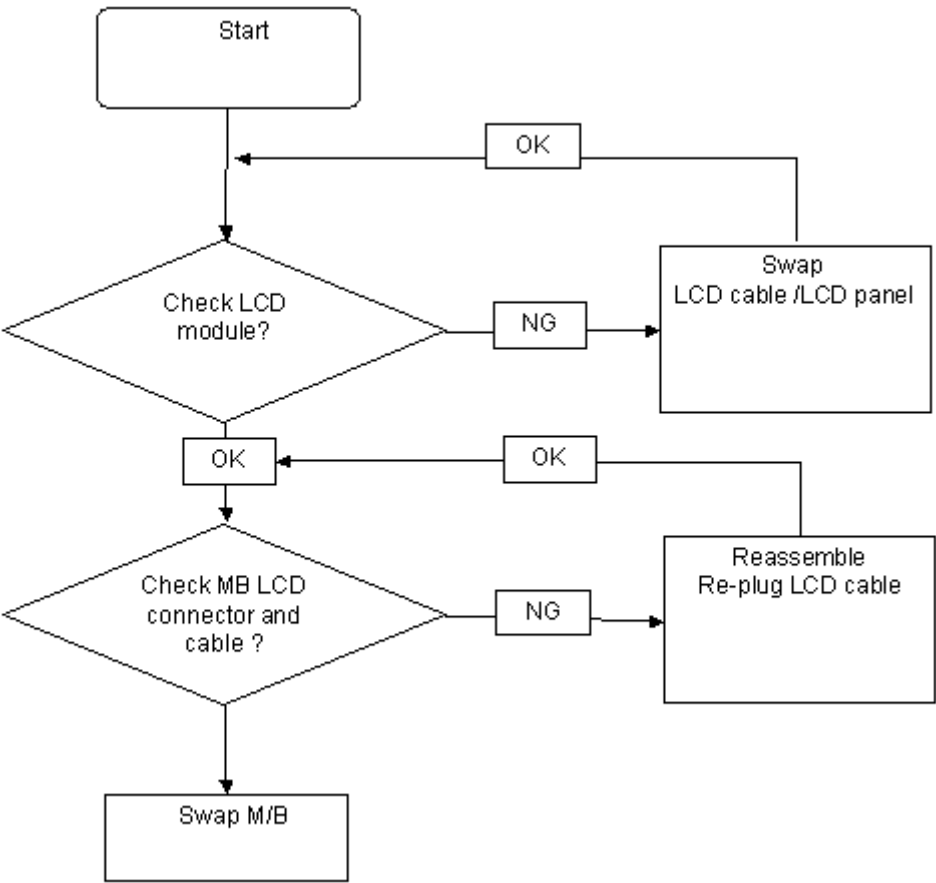 Start
OK
Swap
LCD cable /LCD panel
Check LCD
module?
NG
OK
OK
Reassemble
Re-plug LCD cable
Check MB LCD
connector and
cable ?
NG
Swap M/B